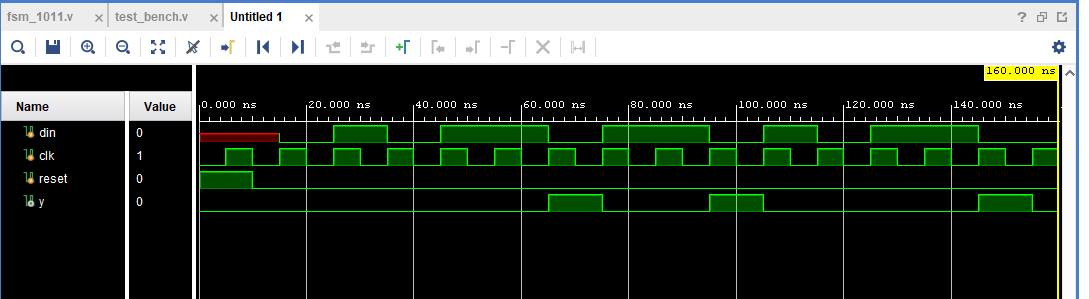 fsm_1011.v × test_bench.v × Untitled 1 × ?
160.000 ns
Name Value 0.000 ns 20.000 ns 40.000 ns 60.000 ns 80.000 ns 100.000 ns 120.000 ns 140.000 ns
din 0
clk 1
reset 0
y 0